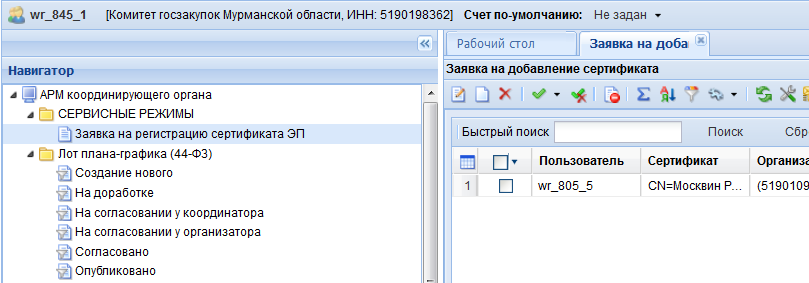 wr_845_1 [Комитет госзакупок Мурманской области, ИНН: 5190198362] Счет по-умолчанию: Не задан
Навигатор
АРМ координирующего органа
СЕРВИСНЫЕ РЕЖИМЫ
Заявка на регистрацию сертификата ЭП
Лот плана-графика (44-ФЗ)
Создание нового
На доработке
На согласовании у координатора
На согласовании у организатора
Согласовано
Опубликовано
Рабочий стол Заявка на доба
Заявка на добавление сертификата
Быстрый поиск Поиск Сбр
Пользователь Сертификат Организа
1 wr_805_5 CN=Москвин Р... (5190109